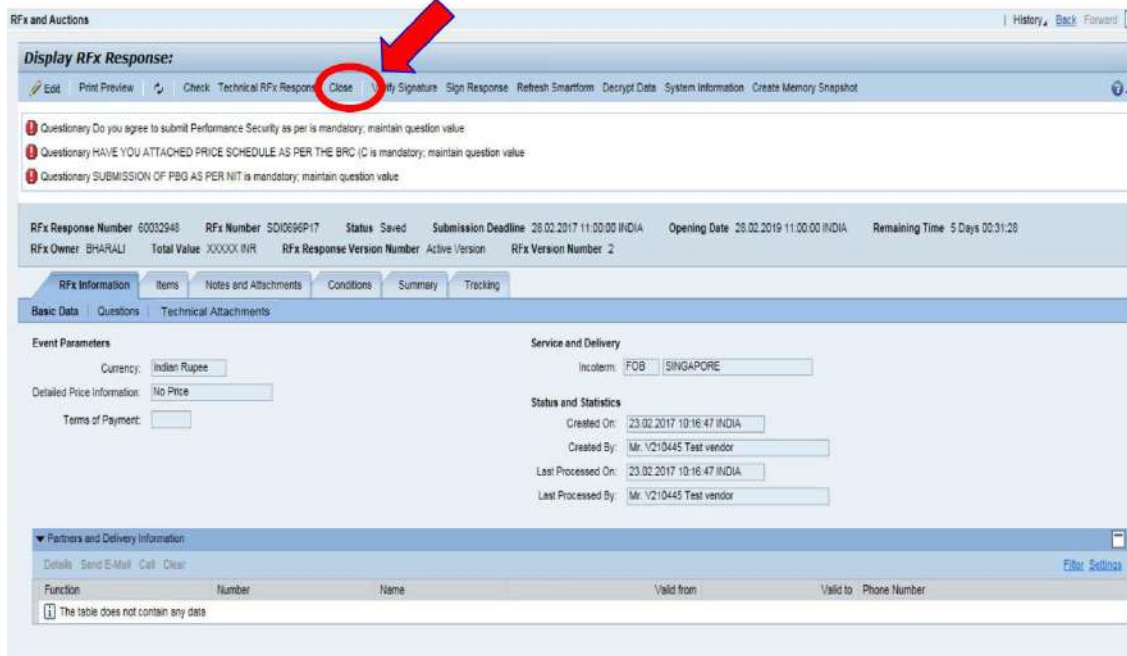 RFx and Auctions
History Back Forward
Display RFx Response:
Edit Print Preview Check Technical RFx Respons Close Verify Signature Sign Response Refresh Smartform Decrypt Data System Information Create Memory Snapshot
Questionary Do you agree to submit Performance Security as per is mandatory; maintain question value
Questionary HAVE YOU ATTACHED PRICE SCHEDULE AS PER THE BRC (C is mandatory; maintain question value
Questionary SUBMISSION OF PBG AS PER NIT is mandatory; maintain question value
RFx Response Number 60032948 RFx Number SDI0696P17 Status Saved Submission Deadline 28.02.2017 11:00:00 INDIA Opening Date 28.02.2019 11:00:00 INDIA Remaining Time 5 Days 00:31:28
RFx Owner BHARALI Total Value XXXXX INR RFx Response Version Number Active Version RFx Version Number 2
RFx Information Items Notes and Attachments Conditions Summary Tracking
Basic Data Questions Technical Attachments
Event Parameters Service and Delivery
Currency: Indian Rupee Incoterm: FOB SINGAPORE
Detailed Price Information: No Price
Status and Statistics
Terms of Payment: Created On: 23.02.2017 10:16:47 INDIA
Created By: Mr. V210445 Test vendor
Last Processed On: 23.02.2017 10:16:47 INDIA
Last Processed By: Mr. V210445 Test vendor
Partners and Delivery Information
Details Send E-Mail Call Clear Filter Settings
Function Number Name Valid from Valid to Phone Number
The table does not contain any data